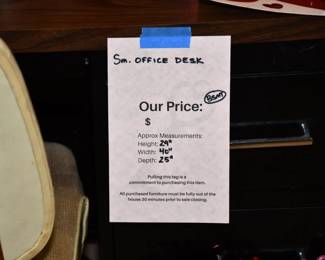 Sm. OFFICE DESK
Our Price:
BSMT
$
Approx Measurements:
Height: 29"
Width: 40"
Depth: 25"
Pulling this tag is a
commitment to purchasing this item.
All purchased furniture must be fully out of the
house 30 minutes prior to sale closing.